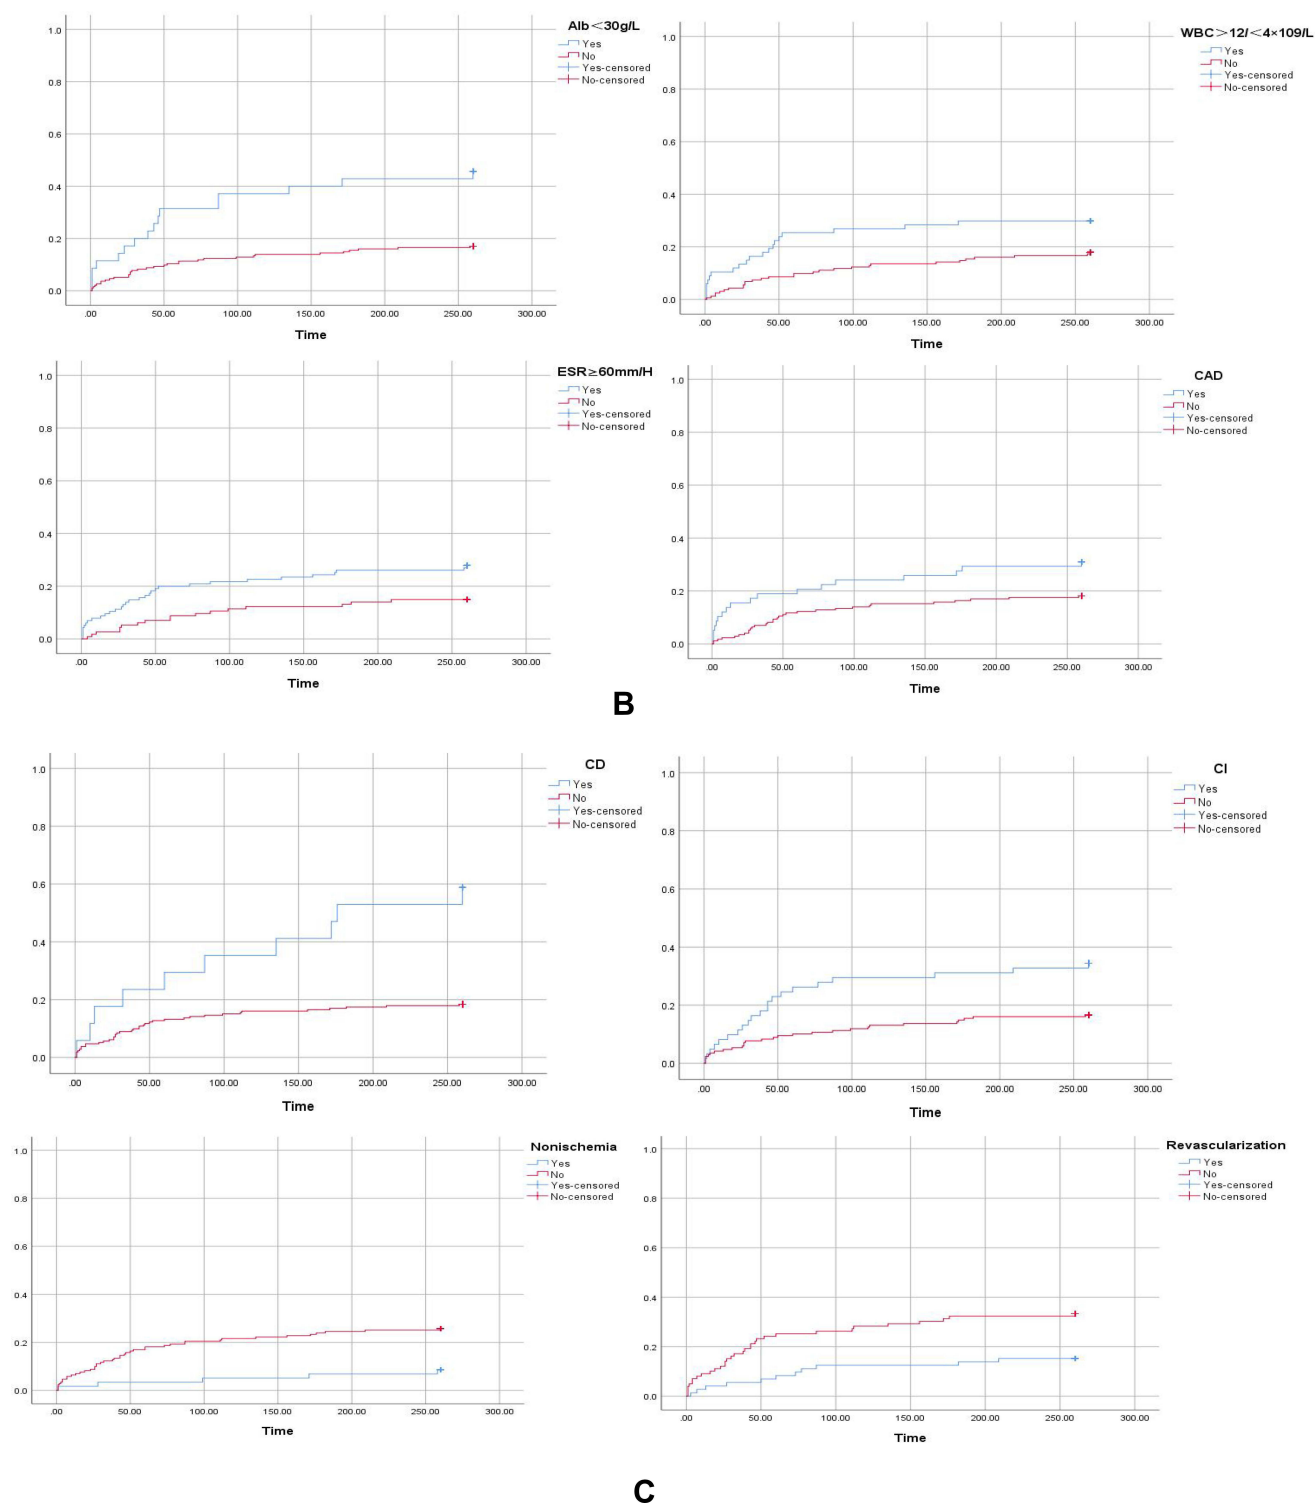 Alb<30g/L
Yes
No
Yes-censored
No-censored
1.0
0.8
0.6
0.4
0.2
0.0
.00 50.00 100.00 150.00 200.00 250.00 300.00
Time
WBC>12/<4×109/L
Yes
No
Yes-censored
No-censored
1.0
0.8
0.6
0.4
0.2
0.0
.00 50.00 100.00 150.00 200.00 250.00 300.00
Time
ESR≥60mm/H
Yes
No
Yes-censored
No-censored
1.0
0.8
0.6
0.4
0.2
0.0
.00 50.00 100.00 150.00 200.00 250.00 300.00
Time
CAD
Yes
No
Yes-censored
No-censored
1.0
0.8
0.6
0.4
0.2
0.0
.00 50.00 100.00 150.00 200.00 250.00 300.00
Time
B
CD
Yes
No
Yes-censored
No-censored
1.0
0.8
0.6
0.4
0.2
0.0
.00 50.00 100.00 150.00 200.00 250.00 300.00
Time
CI
Yes
No
Yes-censored
No-censored
1.0
0.8
0.6
0.4
0.2
0.0
.00 50.00 100.00 150.00 200.00 250.00 300.00
Time
Nonischemia
Yes
No
Yes-censored
No-censored
1.0
0.8
0.6
0.4
0.2
0.0
.00 50.00 100.00 150.00 200.00 250.00 300.00
Time
Revascularization
Yes
No
Yes-censored
No-censored
1.0
0.8
0.6
0.4
0.2
0.0
.00 50.00 100.00 150.00 200.00 250.00 300.00
Time
C